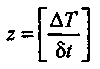 z = [ΔT / δt]